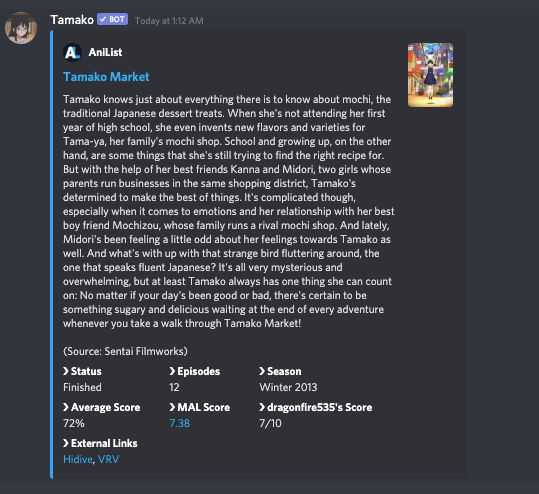 Tamako ✓ BOT Today at 1:12 AM
AniList
Tamako Market
Tamako knows just about everything there is to know about mochi, the
traditional Japanese dessert treats. When she's not attending her first
year of high school, she even invents new flavors and varieties for
Tama-ya, her family's mochi shop. School and growing up, on the other
hand, are some things that she's still trying to find the right recipe for.
But with the help of her best friends Kanna and Midori, two girls whose
parents run businesses in the same shopping district, Tamako's
determined to make the best of things. It's complicated though,
especially when it comes to emotions and her relationship with her best
boy friend Mochizou, whose family runs a rival mochi shop. And lately,
Midori's been feeling a little odd about her feelings towards Tamako as
well. And what's with up with that strange bird fluttering around, the
one that speaks fluent Japanese? It's all very mysterious and
overwhelming, but at least Tamako always has one thing she can count
on: No matter if your day's been good or bad, there's certain to be
something sugary and delicious waiting at the end of every adventure
whenever you take a walk through Tamako Market!
(Source: Sentai Filmworks)
❯ Status ❯ Episodes ❯ Season
Finished 12 Winter 2013
❯ Average Score ❯ MAL Score ❯ dragonfire535's Score
72% 7.38 7/10
❯ External Links
Hidive, VRV